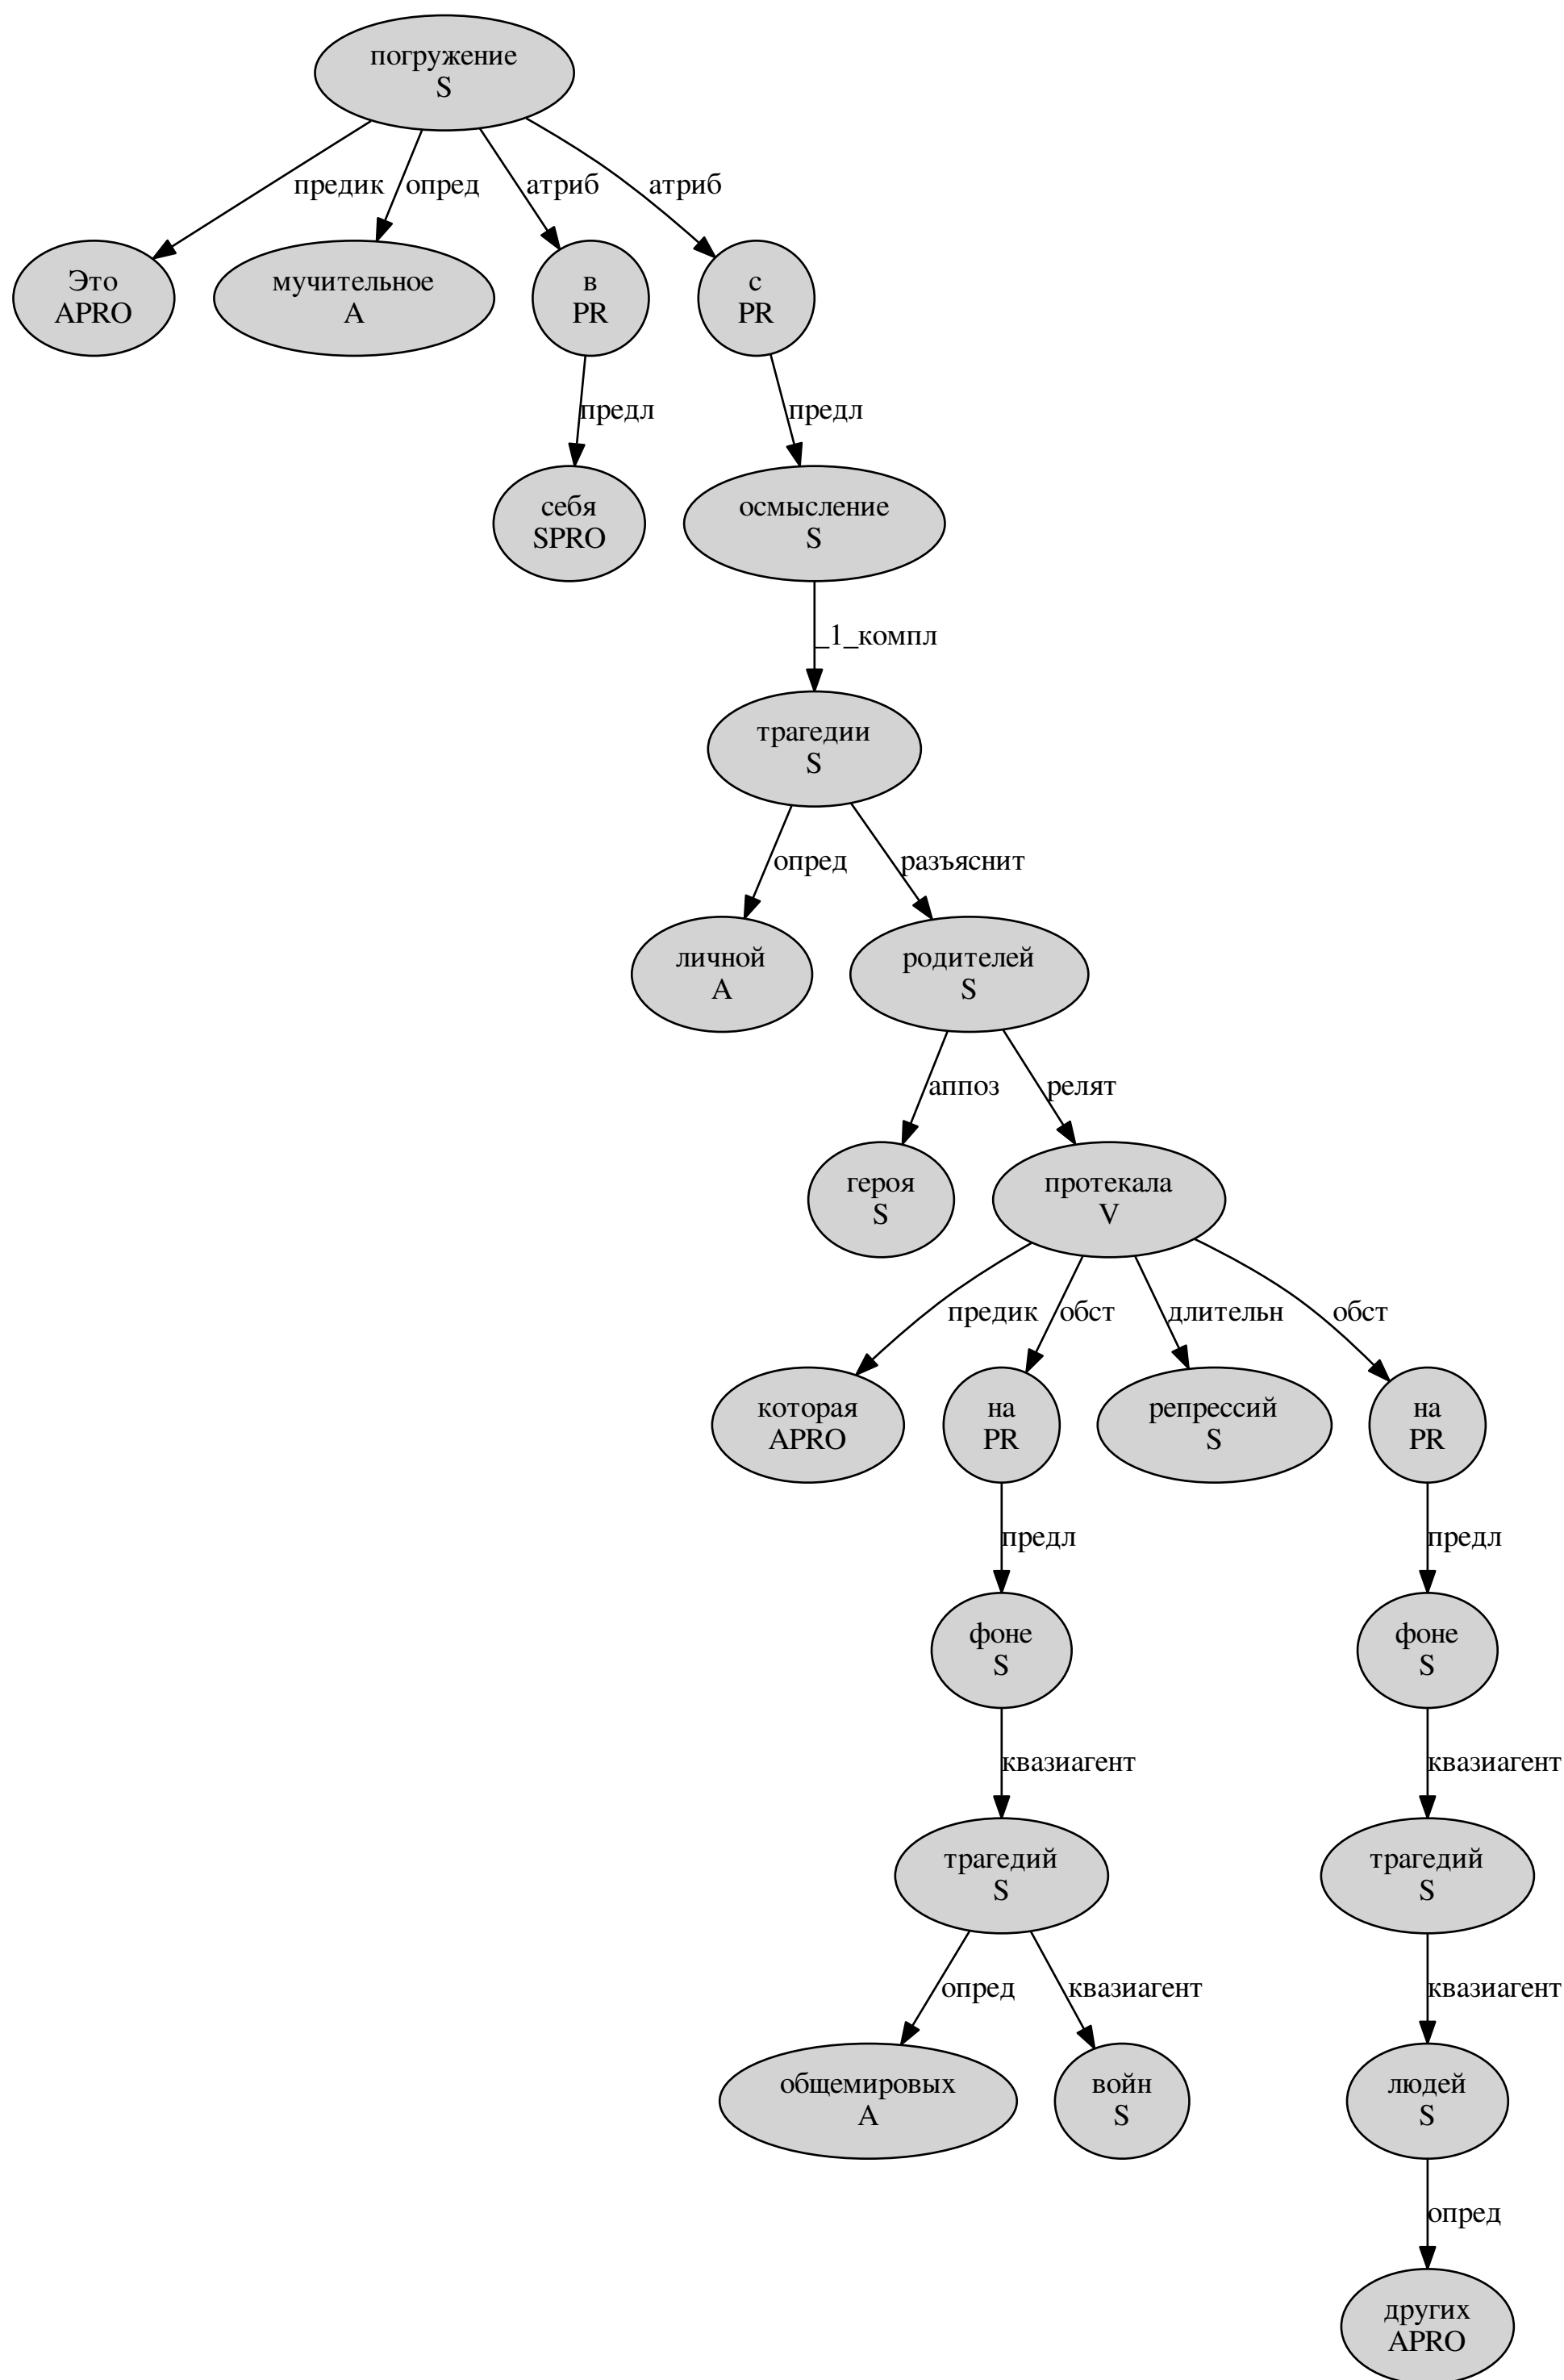 погружение
S
предик
опред
атриб
атриб
Это
APRO
мучительное
A
в
PR
с
PR
предл
предл
себя
SPRO
осмысление
S
_1_компл
трагедии
S
опред
разъяснит
личной
A
родителей
S
аппоз
релят
героя
S
протекала
V
предик
обст
длительн
обст
которая
APRO
на
PR
репрессий
S
на
PR
предл
предл
фоне
S
фоне
S
квазиагент
квазиагент
трагедий
S
трагедий
S
опред
квазиагент
квазиагент
общемировых
A
войн
S
людей
S
опред
других
APRO